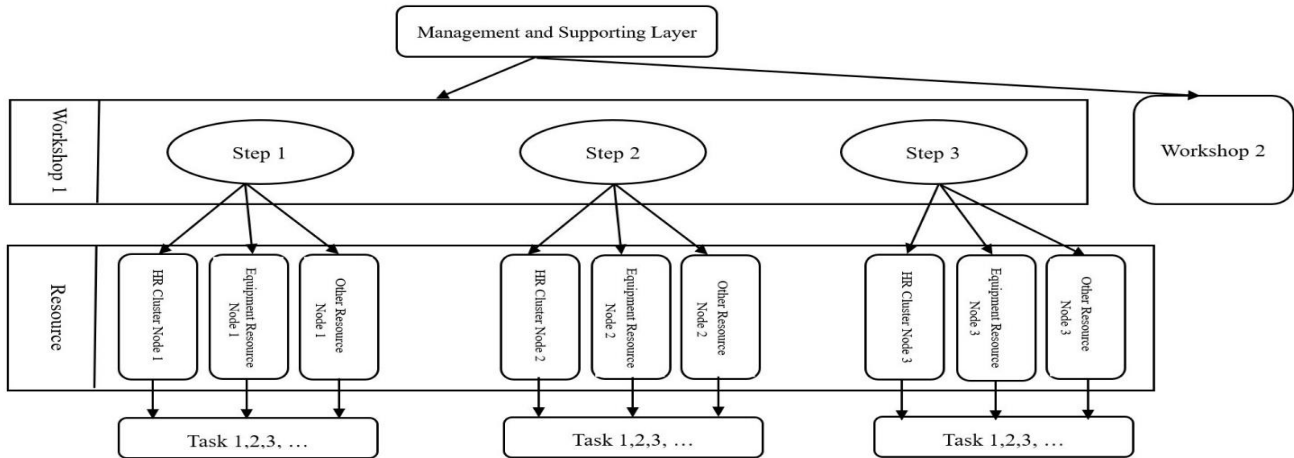 Management and Supporting Layer
Workshop 1
Step 1
Step 2
Step 3
Workshop 2
Resource
HR Cluster Node 1
Equipment Resource
Node 1
Other Resource
Node 1
HR Cluster Node 2
Equipment Resource
Node 2
Other Resource
Node 2
HR Cluster Node 3
Equipment Resource
Node 3
Other Resource
Node 3
Task 1,2,3, …
Task 1,2,3, …
Task 1,2,3, …